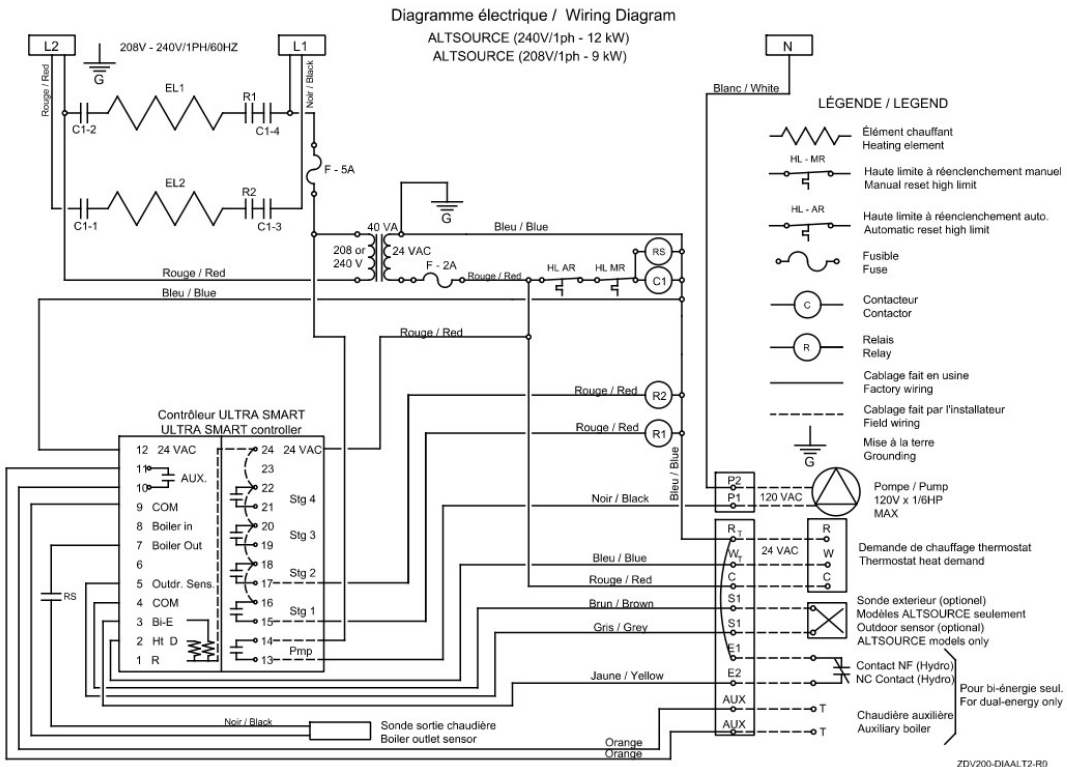 Diagramme électrique / Wiring Diagram
ALTSOURCE (240V/1ph - 12 kW)
ALTSOURCE (208V/1ph - 9 kW)
L2
208V - 240V/1PH/60HZ
L1
N
G
Rouge / Red
Noir / Black
Blanc / White
EL1
R1
C1-2
C1-4
F - 5A
EL2
R2
C1-1
C1-3
G
40 VA
Bleu / Blue
208 or
240 V
24 VAC
F - 2A
Rouge / Red
HL AR
HL MR
RS
C1
Rouge / Red
Bleu / Blue
Rouge / Red
Rouge / Red
R2
Rouge / Red
R1
Bleu / Blue
LÉGENDE / LEGEND
Élément chauffant
Heating element
HL - MR
Haute limite à réenclenchement manuel
Manual reset high limit
HL - AR
Haute limite à réenclenchement auto.
Automatic reset high limit
Fusible
Fuse
C
Contacteur
Contactor
R
Relais
Relay
Cablage fait en usine
Factory wiring
Cablage fait par l'installateur
Field wiring
G
Mise à la terre
Grounding
Contrôleur ULTRA SMART
ULTRA SMART controller
12 24 VAC
11
10
AUX.
9 COM
8 Boiler in
7 Boiler Out
6
5 Outdr. Sens.
4 COM
3 Bi-E
2 Ht D
1 R
24 24 VAC
23
22
21
Stg 4
20
19
Stg 3
18
17
Stg 2
16
15
Stg 1
14
13
Pmp
RS
Noir / Black
P2
P1
120 VAC
Pompe / Pump
120V x 1/6HP
MAX
Bleu / Blue
Rouge / Red
Brun / Brown
Gris / Grey
Jaune / Yellow
RT
WT
C
S1
S1
E1
E2
AUX
AUX
24 VAC
R
W
C
Demande de chauffage thermostat
Thermostat heat demand
Sonde exterieur (optionel)
Modèles ALTSOURCE seulement
Outdoor sensor (optional)
ALTSOURCE models only
Contact NF (Hydro)
NC Contact (Hydro)
T
T
Chaudière auxilière
Auxiliary boiler
Pour bi-énergie seul.
For dual-energy only
Noir / Black
Sonde sortie chaudière
Boiler outlet sensor
Orange
Orange
ZDV200-DIAALT2-R0